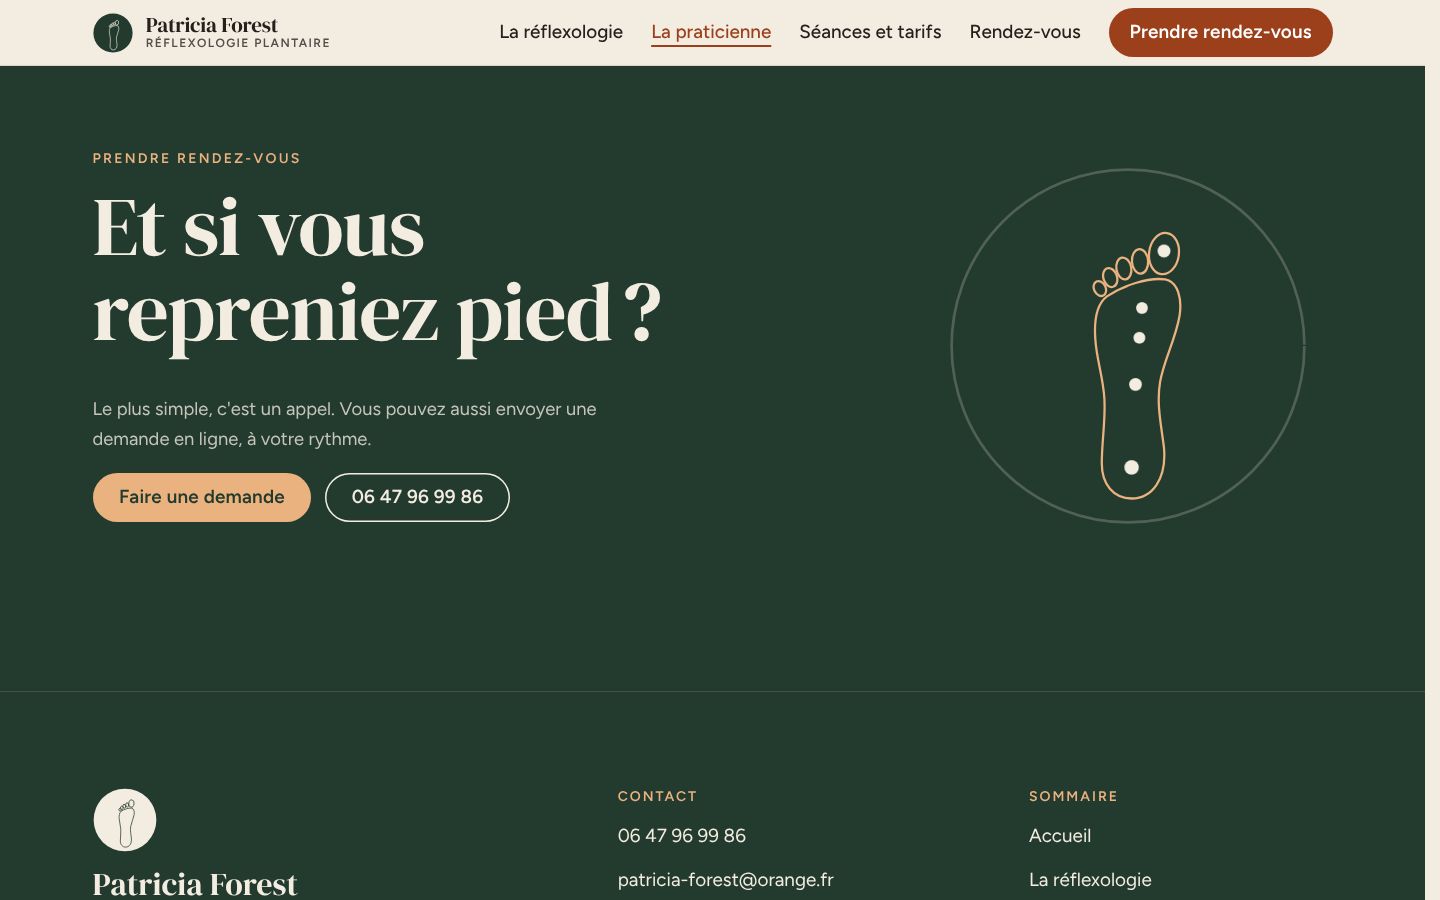 Patricia Forest
RÉFLEXOLOGIE PLANTAIRE
La réflexologie
La praticienne
Séances et tarifs
Rendez-vous
Prendre rendez-vous
PRENDRE RENDEZ-VOUS
Et si vous
repreniez pied ?
Le plus simple, c'est un appel. Vous pouvez aussi envoyer une
demande en ligne, à votre rythme.
Faire une demande
06 47 96 99 86
Patricia Forest
CONTACT
06 47 96 99 86
patricia-forest@orange.fr
SOMMAIRE
Accueil
La réflexologie